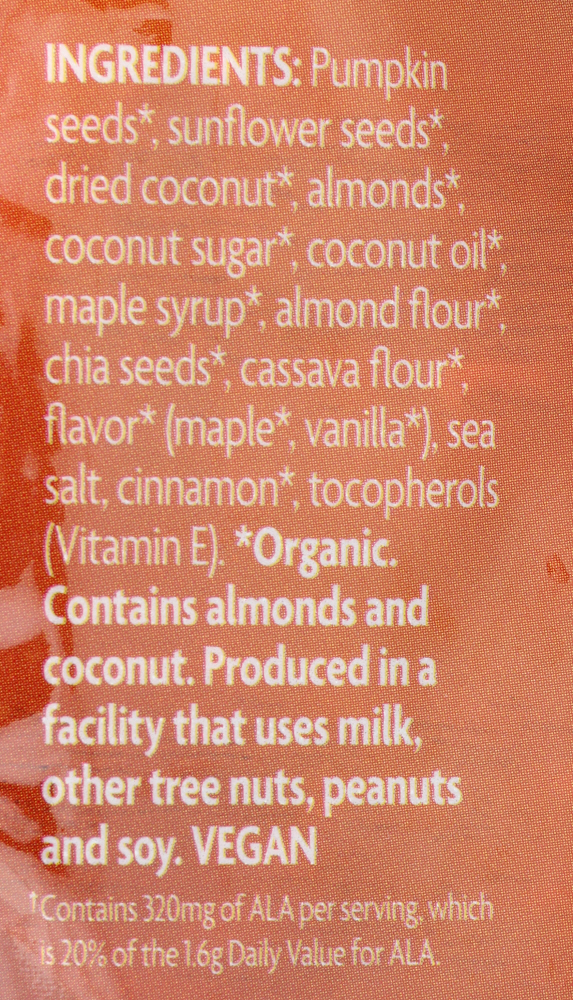 INGREDIENTS: Pumpkin
seeds*, sunflower seeds*,
dried coconut*, almonds*,
coconut sugar*, coconut oil*,
maple syrup*, almond flour*,
chia seeds*, cassava flour*,
flavor* (maple*, vanilla*), sea
salt, cinnamon*, tocopherols
(Vitamin E). *Organic.
Contains almonds and
coconut. Produced in a
facility that uses milk,
other tree nuts, peanuts
and soy. VEGAN
†Contains 320mg of ALA per serving, which
is 20% of the 1.6g Daily Value for ALA.